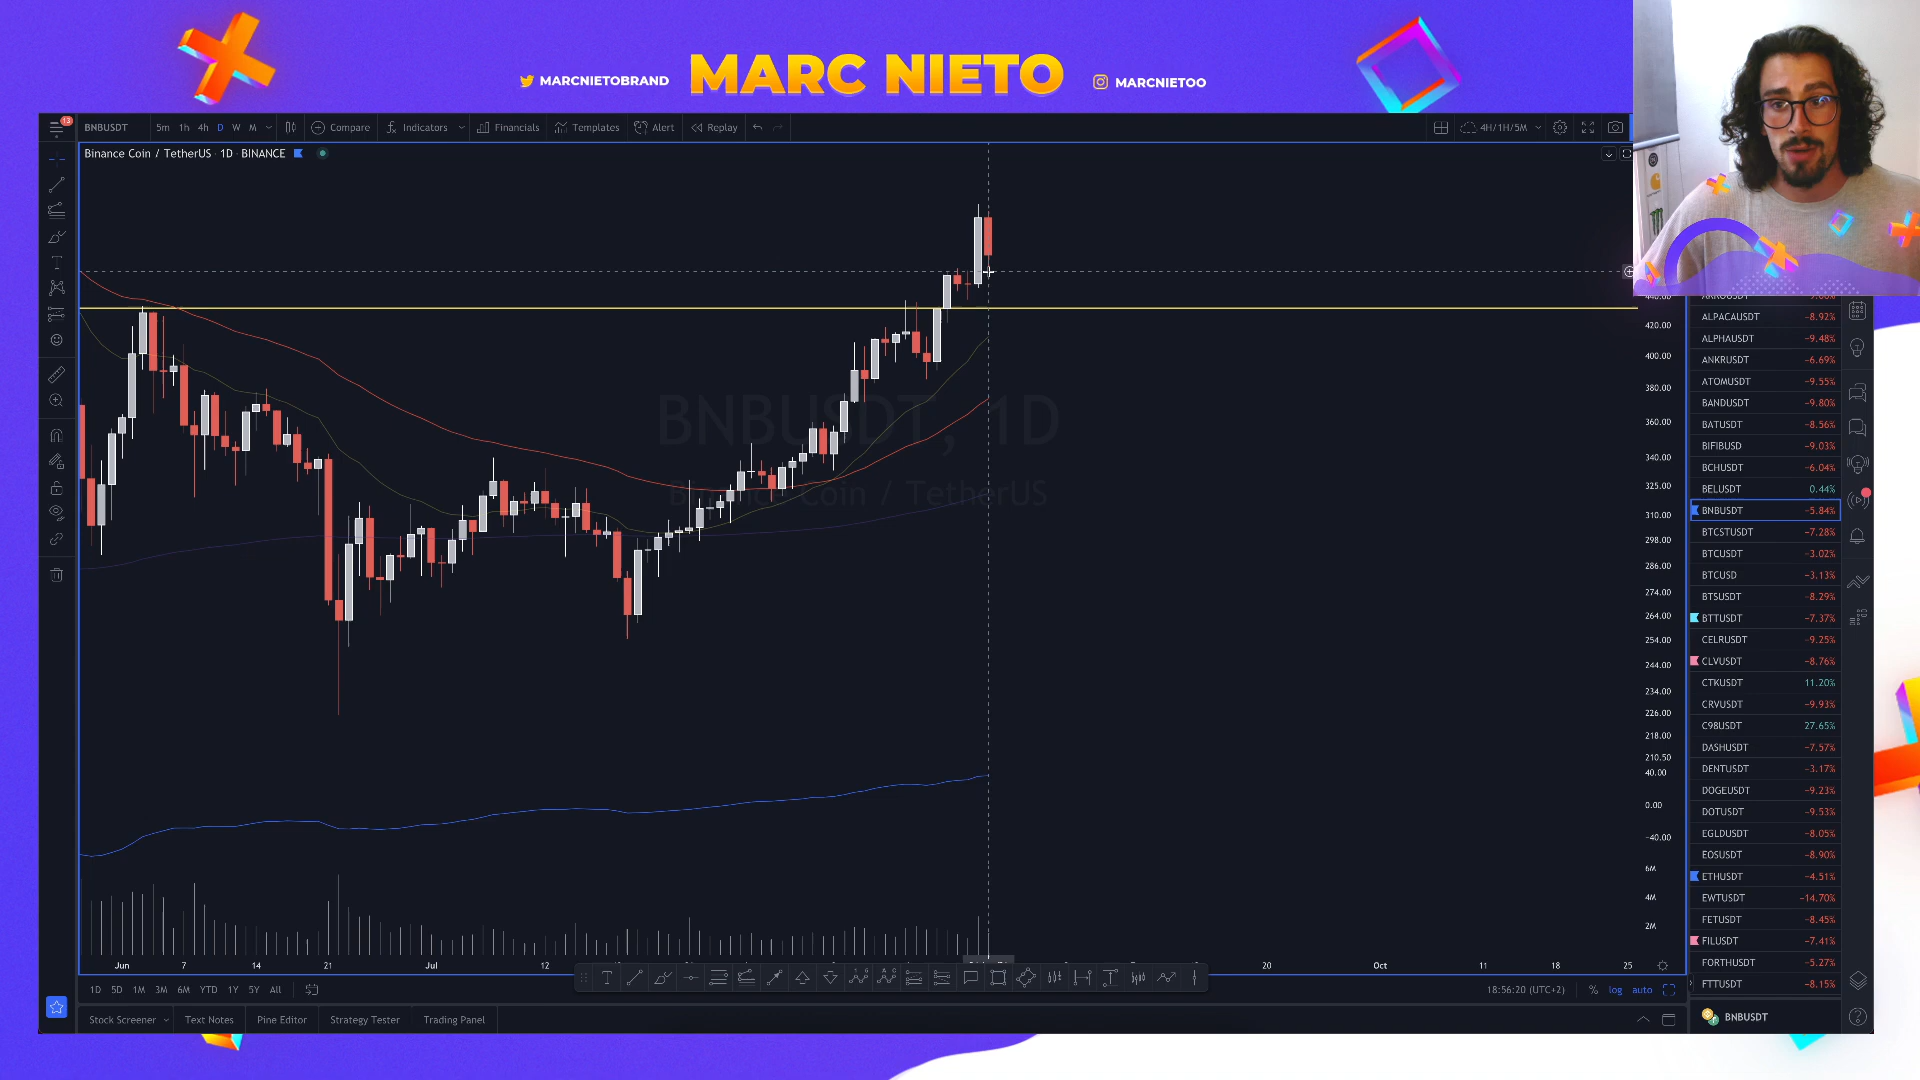 MARCNIETOBRAND MARC NIETO MARCNIETOO
13 BNBUSDT 5m 1h 4h D W M Compare Indicators Financials Templates Alert Replay 4H/1H/5M
Binance Coin / TetherUS · 1D · BINANCE
BNBUSDT, 1D
Binance Coin / TetherUS
420.00
400.00
380.00
360.00
340.00
325.00
310.00
298.00
286.00
274.00
264.00
254.00
244.00
234.00
226.00
218.00
210.50
40.00
0.00
-40.00
6M
4M
2M
Jun 7 14 21 Jul 12 20 Oct 11 18 25
ALPACAUSDT -8.92%
ALPHAUSDT -9.48%
ANKRUSDT -6.69%
ATOMUSDT -9.55%
BANDUSDT -9.80%
BATUSDT -8.56%
BIFIBUSD -9.03%
BCHUSDT -6.04%
BELUSDT 0.44%
BNBUSDT -5.84%
BTCSTUSDT -7.28%
BTCUSDT -3.02%
BTCUSD -3.13%
BTSUSDT -8.29%
BTTUSDT -7.37%
CELRUSDT -9.25%
CLVUSDT -8.76%
CTKUSDT 11.20%
CRVUSDT -9.93%
C98USDT 27.65%
DASHUSDT -7.57%
DENTUSDT -3.17%
DOGEUSDT -9.23%
DOTUSDT -9.53%
EGLDUSDT -8.05%
EOSUSDT -8.90%
ETHUSDT -4.51%
EWTUSDT -14.70%
FETUSDT -8.45%
FILUSDT -7.41%
FORTHUSDT -5.27%
FTTUSDT -8.15%
1D 5D 1M 3M 6M YTD 1Y 5Y All 18:56:20 (UTC+2) % log auto
Stock Screener Text Notes Pine Editor Strategy Tester Trading Panel BNBUSDT